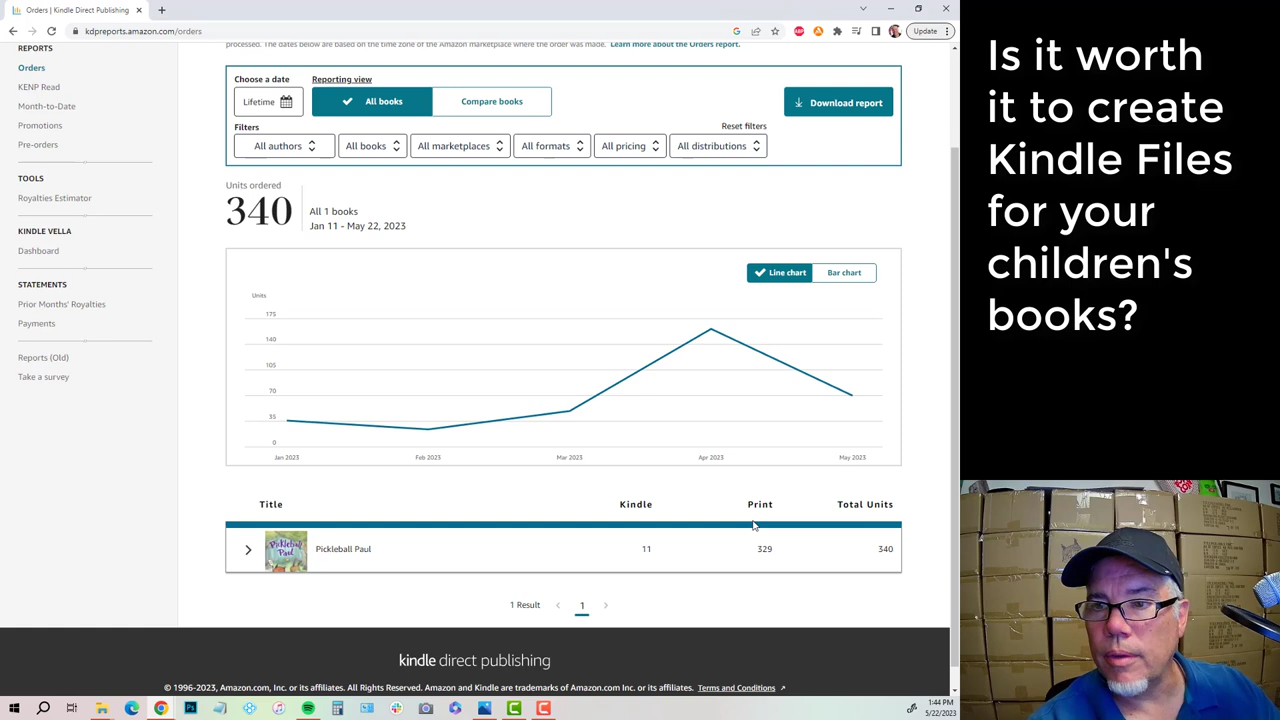 Orders | Kindle Direct Publishing
kdpreports.amazon.com/orders
Update
processed. The dates below are based on the time zone of the Amazon marketplace where the order was made. Learn more about the Orders report.
REPORTS
Orders
KENP Read
Month-to-Date
Promotions
Pre-orders
TOOLS
Royalties Estimator
KINDLE VELLA
Dashboard
STATEMENTS
Prior Months' Royalties
Payments
Reports (Old)
Take a survey
Choose a date
Reporting view
Lifetime
All books
Compare books
Download report
Filters
Reset filters
All authors
All books
All marketplaces
All formats
All pricing
All distributions
Units ordered
340
All 1 books
Jan 11 - May 22, 2023
Line chart
Bar chart
Units
175
140
105
70
35
0
Jan 2023
Feb 2023
Mar 2023
Apr 2023
May 2023
Title
Kindle
Print
Total Units
Pickleball Paul
Pickleball Paul
11
329
340
1 Result
1
kindle direct publishing
© 1996-2023, Amazon.com, Inc. or its affiliates. All Rights Reserved. Amazon and Kindle are trademarks of Amazon.com Inc. or its affiliates.
Terms and Conditions
1:44 PM
5/22/2023
Is it worth
it to create
Kindle Files
for your
children's
books?